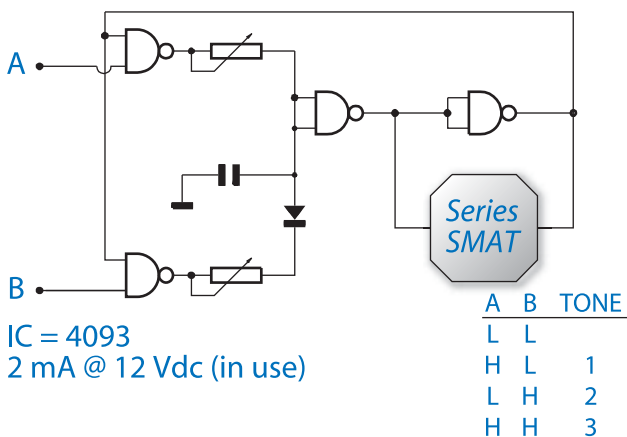 A
B
Series
SMAT
IC = 4093
2 mA @ 12 Vdc (in use)
A B TONE
L L
H L 1
L H 2
H H 3